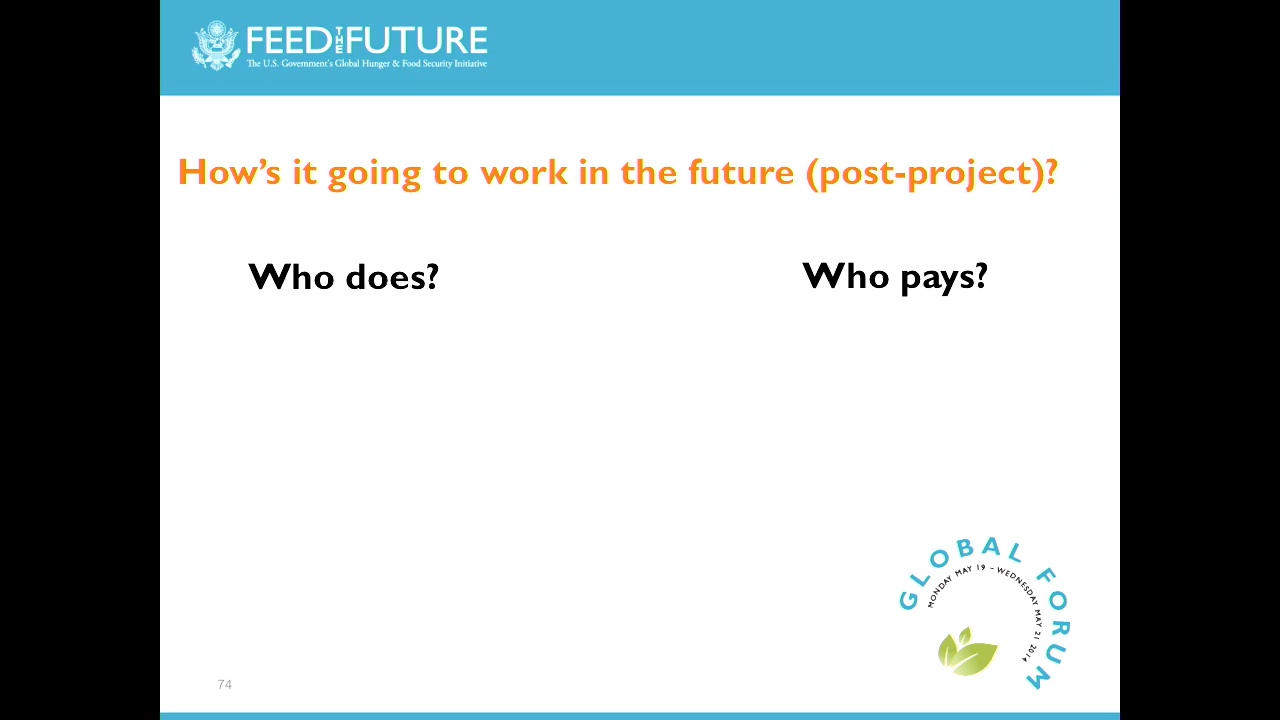 FEED THE FUTURE
The U.S. Government's Global Hunger & Food Security Initiative
How's it going to work in the future (post-project)?
Who does?
Who pays?
GLOBAL FORUM
MONDAY MAY 19 – WEDNESDAY MAY 21 2014
74